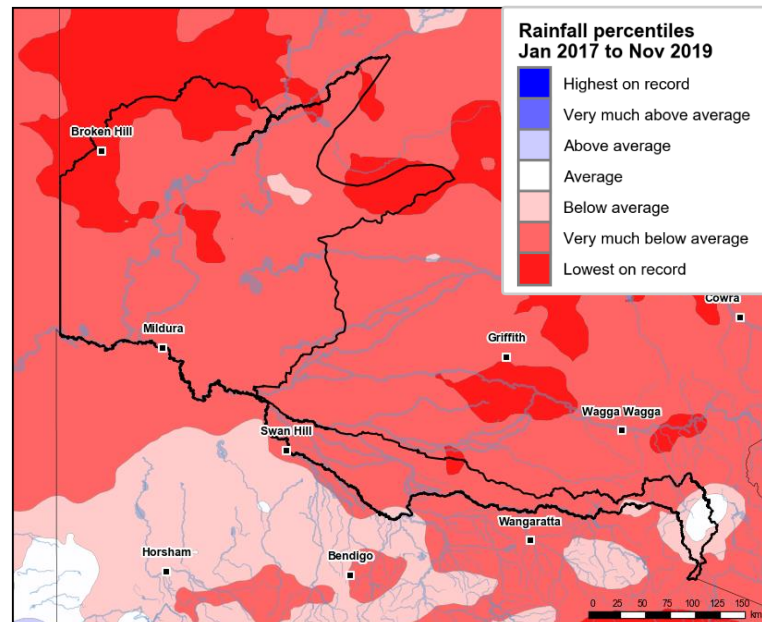 Rainfall percentiles
Jan 2017 to Nov 2019
Highest on record
Very much above average
Above average
Average
Below average
Very much below average
Lowest on record
Broken Hill
Cowra
Mildura
Griffith
Wagga Wagga
Swan Hill
Wangaratta
Horsham
Bendigo
0 25 50 75 100 125 150
km